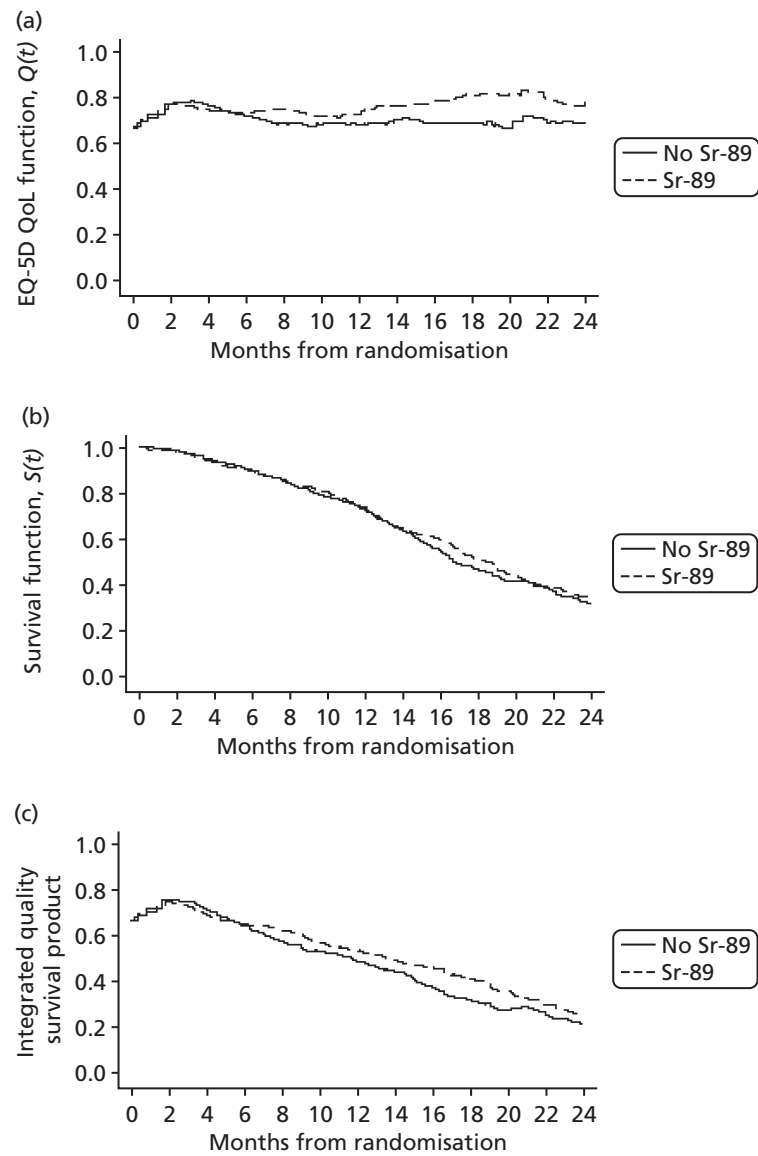 (a)
EQ-5D QoL function, Q(t)
1.0
0.8
0.6
0.4
0.2
0.0
0 2 4 6 8 10 12 14 16 18 20 22 24
Months from randomisation
No Sr-89
Sr-89
(b)
Survival function, S(t)
1.0
0.8
0.6
0.4
0.2
0.0
0 2 4 6 8 10 12 14 16 18 20 22 24
Months from randomisation
No Sr-89
Sr-89
(c)
Integrated quality
survival product
1.0
0.8
0.6
0.4
0.2
0.0
0 2 4 6 8 10 12 14 16 18 20 22 24
Months from randomisation
No Sr-89
Sr-89